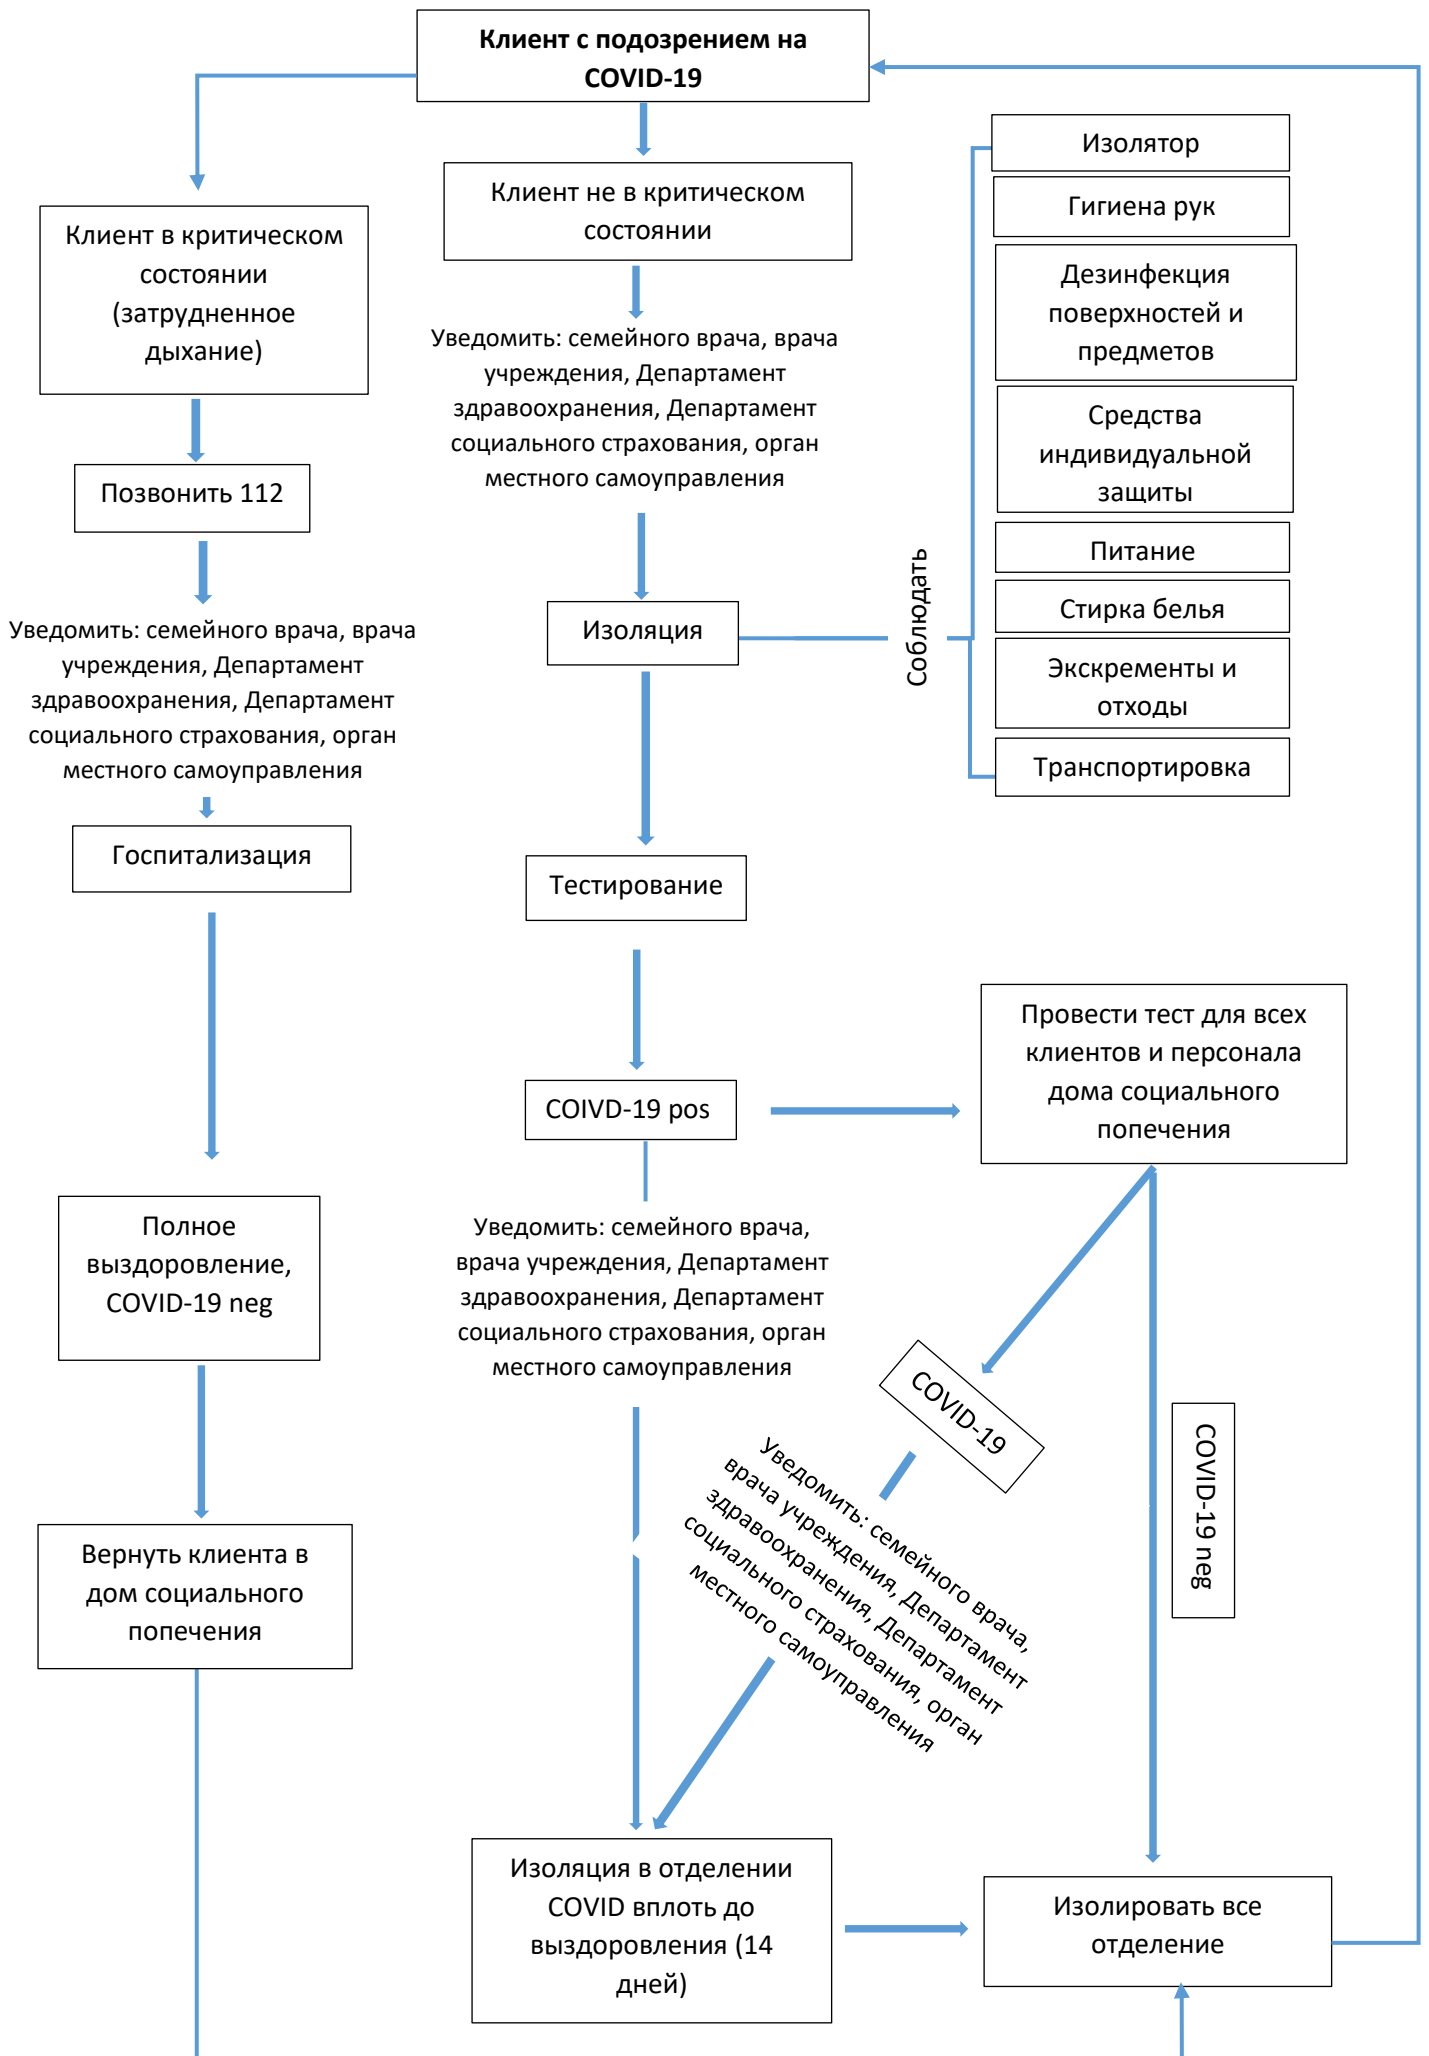 Клиент с подозрением на
COVID-19
Клиент в критическом
состоянии
(затрудненное
дыхание)
Позвонить 112
Уведомить: семейного врача, врача
учреждения, Департамент
здравоохранения, Департамент
социального страхования, орган
местного самоуправления
Госпитализация
Полное
выздоровление,
COVID-19 neg
Вернуть клиента в
дом социального
попечения
Клиент не в критическом
состоянии
Уведомить: семейного врача, врача
учреждения, Департамент
здравоохранения, Департамент
социального страхования, орган
местного самоуправления
Изоляция
Соблюдать
Изолятор
Гигиена рук
Дезинфекция
поверхностей и
предметов
Средства
индивидуальной
защиты
Питание
Стирка белья
Экскременты и
отходы
Транспортировка
Тестирование
COIVD-19 pos
Уведомить: семейного врача,
врача учреждения, Департамент
здравоохранения, Департамент
социального страхования, орган
местного самоуправления
Провести тест для всех
клиентов и персонала
дома социального
попечения
COVID-19
Уведомить: семейного врача,
врача учреждения, Департамент
здравоохранения, Департамент
социального страхования, орган
местного самоуправления
COVID-19 neg
Изоляция в отделении
COVID вплоть до
выздоровления (14
дней)
Изолировать все
отделение